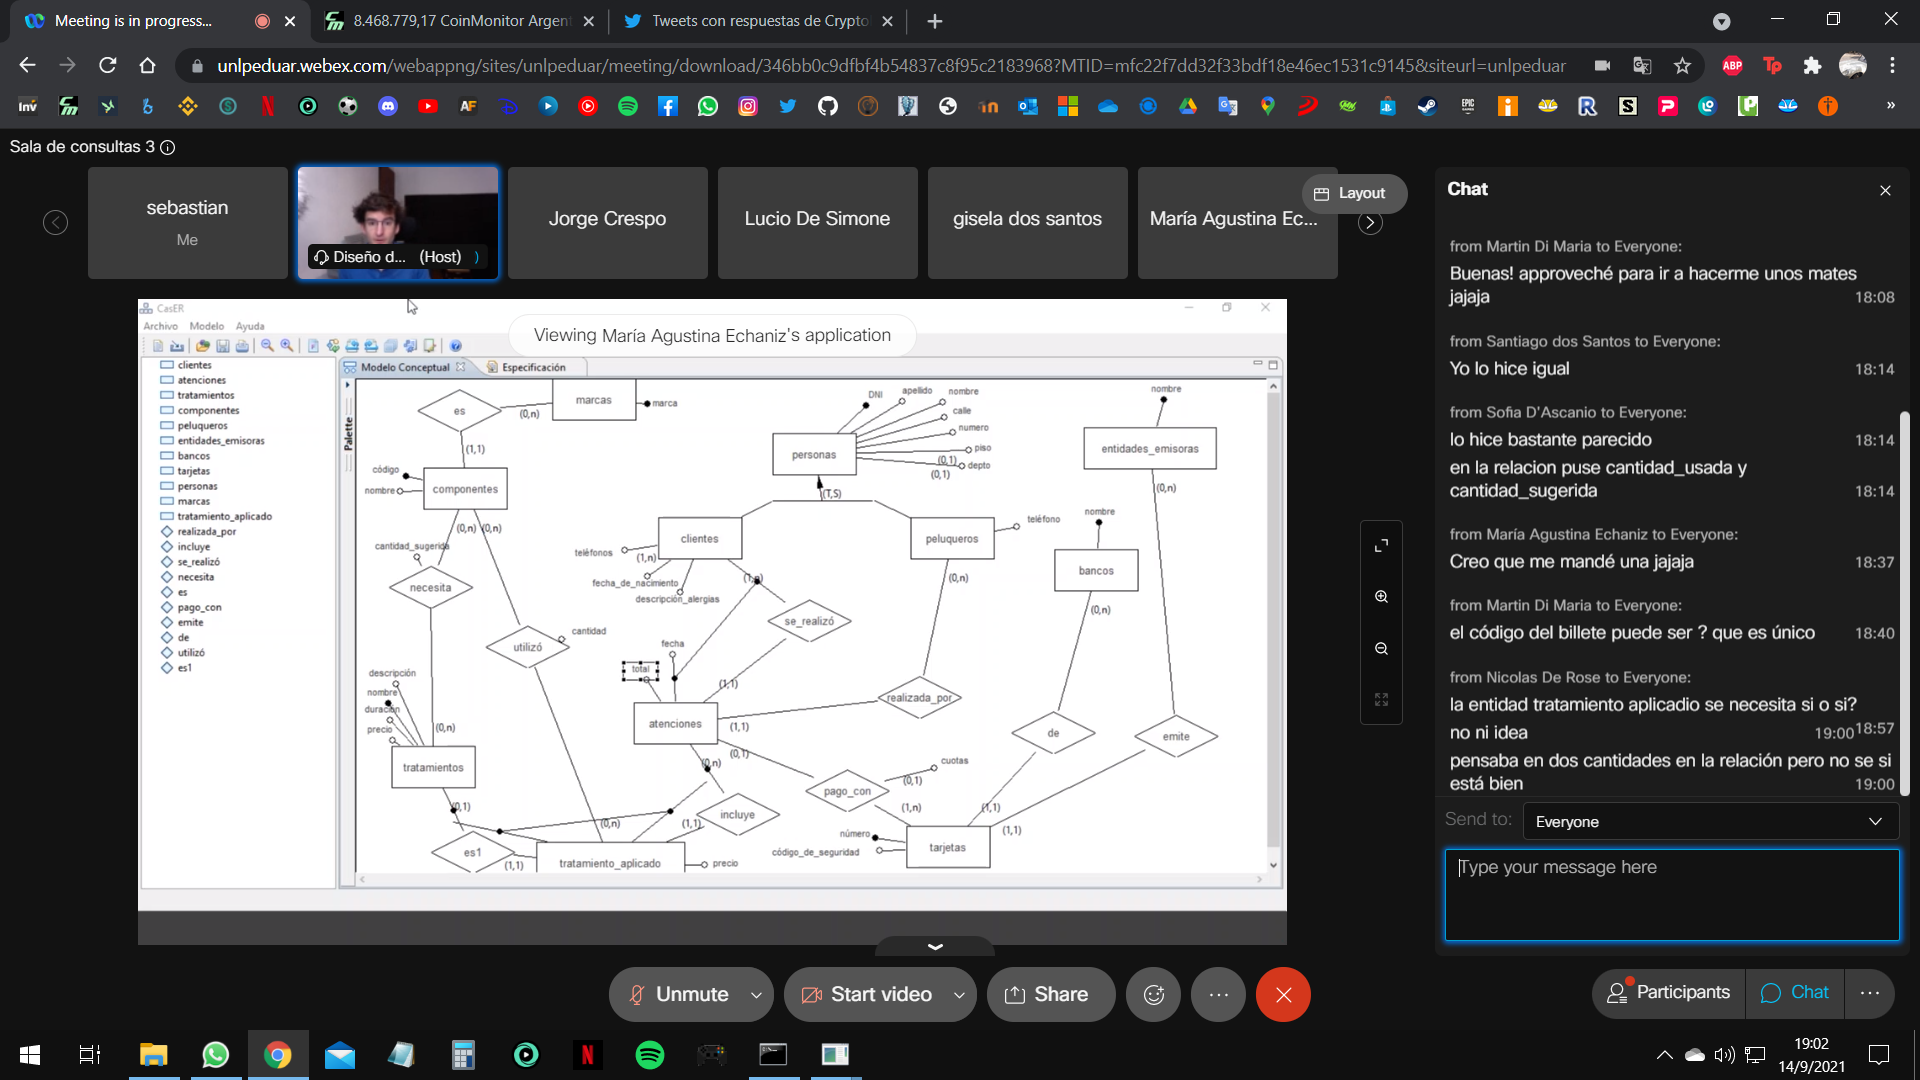 Meeting is in progress...
8.468.779,17 CoinMonitor Argen
Tweets con respuestas de Crypto
unlpeduar.webex.com/webappng/sites/unlpeduar/meeting/download/346bb0c9dfbf4b54837c8f95c2183968?MTID=mfc22f7dd32f33bdf18e46ec1531c9145&siteurl=unlpeduar
Sala de consultas 3
sebastian
Me
Diseño d... (Host)
Jorge Crespo
Lucio De Simone
gisela dos santos
María Agustina Ec...
Layout
CasER
Archivo Modelo Ayuda
Viewing María Agustina Echaniz's application
Modelo Conceptual
Especificación
Palette
clientes
atenciones
tratamientos
componentes
peluqueros
entidades_emisoras
bancos
tarjetas
personas
marcas
tratamiento_aplicado
realizada_por
incluye
se_realizó
necesita
es
pago_con
emite
de
utilizó
es1
es
(0,n)
marcas
marca
(1,1)
código
nombre
componentes
(0,n)
(0,n)
cantidad_sugerida
necesita
utilizó
cantidad
descripción
nombre
duración
precio
(0,n)
tratamientos
(0,1)
es1
(1,1)
tratamiento_aplicado
precio
(0,n)
(1,1)
incluye
(0,n)
DNI
apellido
nombre
calle
numero
piso
(0,1)
depto
(0,1)
personas
(T,S)
clientes
teléfonos
(1,n)
fecha_de_nacimiento
descripción_alergias
(1,n)
se_realizó
(1,1)
fecha
total
atenciones
(1,1)
(0,1)
peluqueros
teléfono
(0,n)
realizada_por
pago_con
cuotas
(0,1)
(1,n)
número
código_de_seguridad
tarjetas
(1,1)
(1,1)
nombre
bancos
(0,n)
de
nombre
entidades_emisoras
(0,n)
emite
Chat
from Martin Di Maria to Everyone:
Buenas! approveché para ir a hacerme unos mates
jajaja
18:08
from Santiago dos Santos to Everyone:
Yo lo hice igual
18:14
from Sofia D'Ascanio to Everyone:
lo hice bastante parecido
18:14
en la relacion puse cantidad_usada y
cantidad_sugerida
18:14
from María Agustina Echaniz to Everyone:
Creo que me mandé una jajaja
18:37
from Martin Di Maria to Everyone:
el código del billete puede ser ? que es único
18:40
from Nicolas De Rose to Everyone:
la entidad tratamiento aplicadio se necesita si o si?
18:57
no ni idea
19:00
pensaba en dos cantidades en la relación pero no se si
está bien
19:00
Send to:
Everyone
Type your message here
Unmute
Start video
Share
Participants
Chat
19:02
14/9/2021